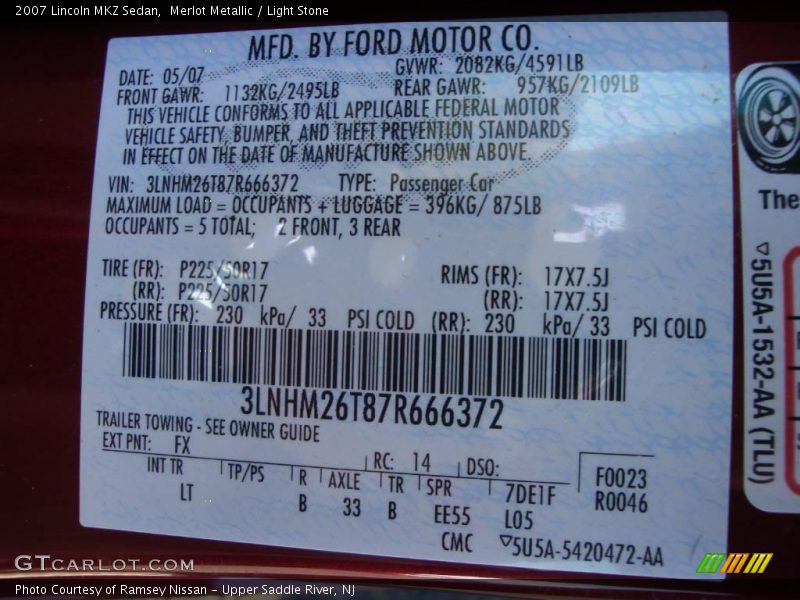 2007 Lincoln MKZ Sedan,  Merlot Metallic / Light Stone
MFD. BY FORD MOTOR CO.
DATE: 05/07 GVWR: 2082KG/4591LB
FRONT GAWR: 1132KG/2495LB REAR GAWR: 957KG/2109LB
THIS VEHICLE CONFORMS TO ALL APPLICABLE FEDERAL MOTOR
VEHICLE SAFETY, BUMPER, AND THEFT PREVENTION STANDARDS
IN EFFECT ON THE DATE OF MANUFACTURE SHOWN ABOVE.
VIN: 3LNHM26T87R666372 TYPE: Passenger Car
MAXIMUM LOAD = OCCUPANTS + LUGGAGE = 396KG/ 875LB
OCCUPANTS = 5 TOTAL; 2 FRONT, 3 REAR
TIRE (FR): P225/50R17 RIMS (FR): 17X7.5J
(RR): P225/50R17 (RR): 17X7.5J
PRESSURE (FR): 230 kPa/ 33 PSI COLD (RR): 230 kPa/ 33 PSI COLD
3LNHM26T87R666372
TRAILER TOWING - SEE OWNER GUIDE
EXT PNT: FX RC: 14 DSO: F0023
INT TR TP/PS R AXLE TR SPR 7DE1F R0046
LT B 33 B EE55 L05
CMC 5U5A-5420472-AA
The
5U5A-1532-AA (TLU)
GTCARLOT.COM
Photo Courtesy of Ramsey Nissan – Upper Saddle River, NJ